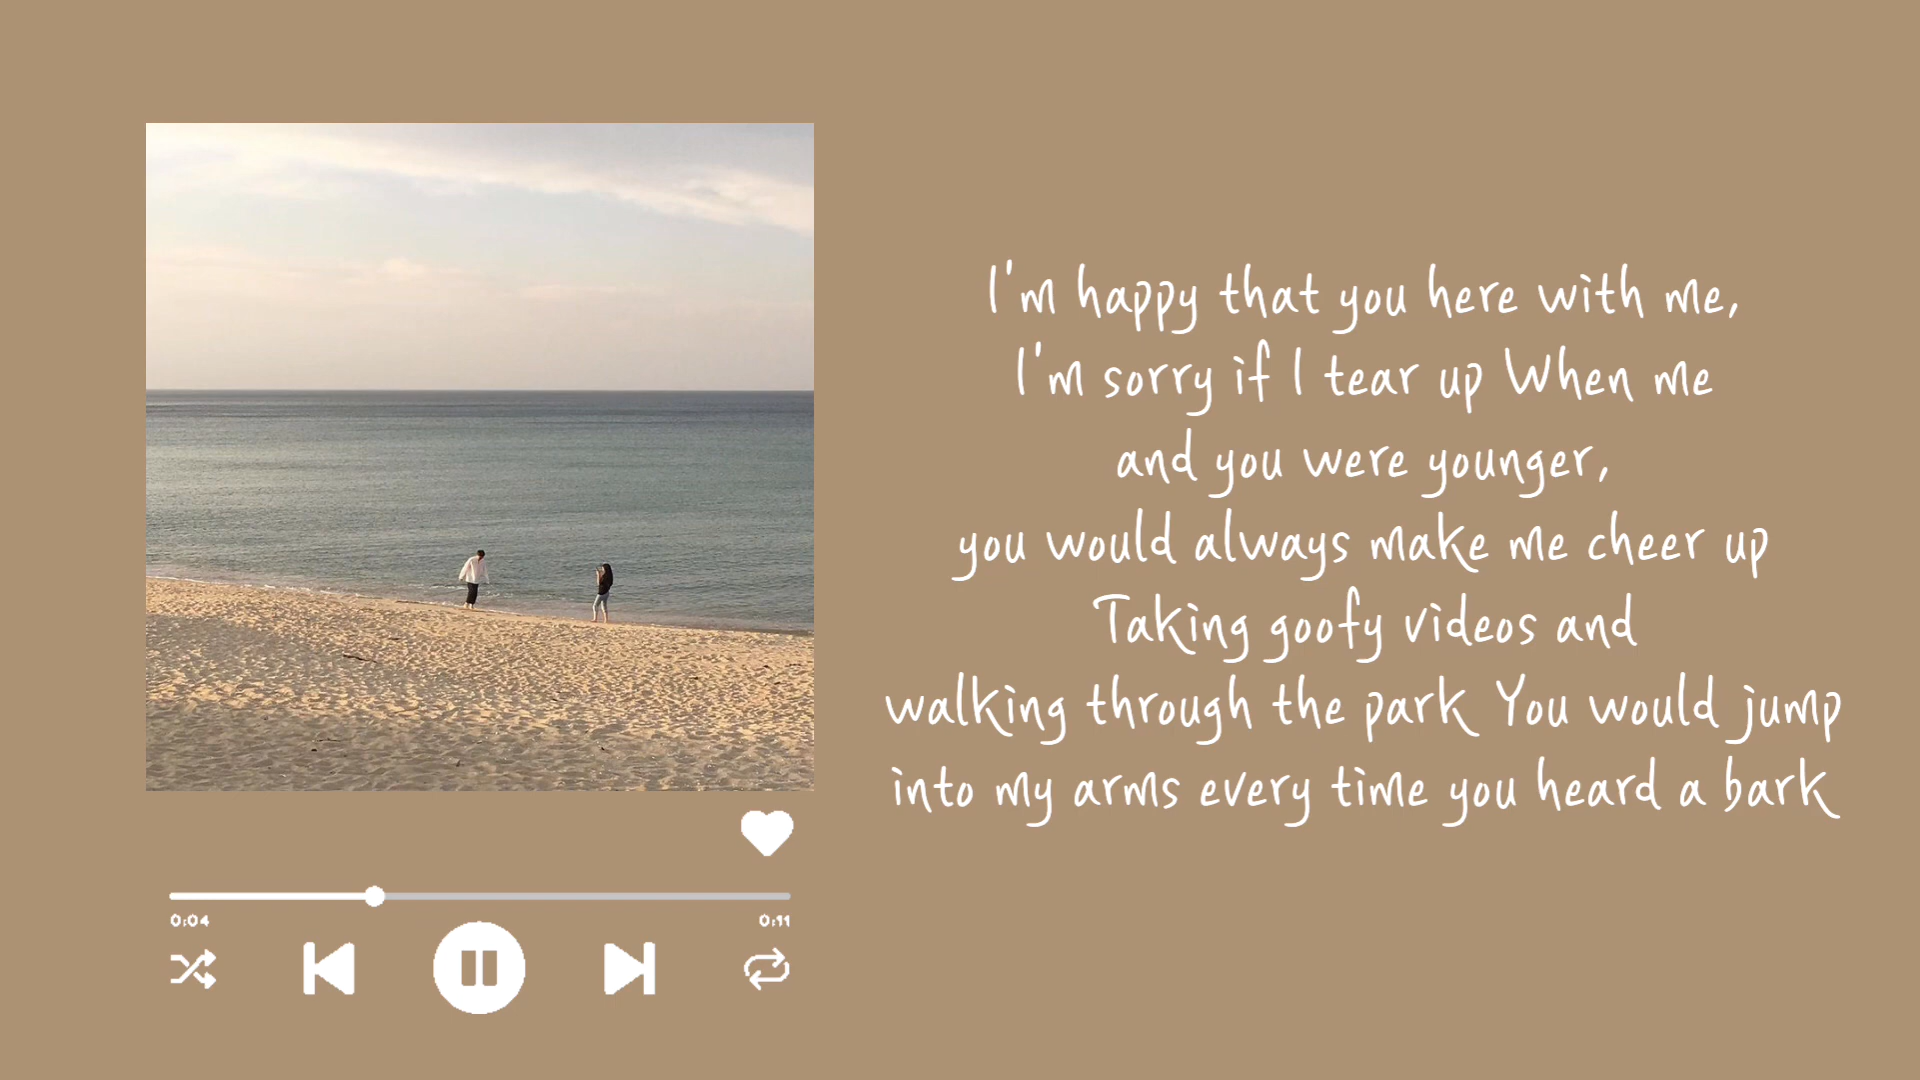 I'm happy that you here with me,
I'm sorry if I tear up When me
and you were younger,
you would always make me cheer up
Taking goofy videos and
walking through the park You would jump
into my arms every time you heard a bark
0:04
0:11